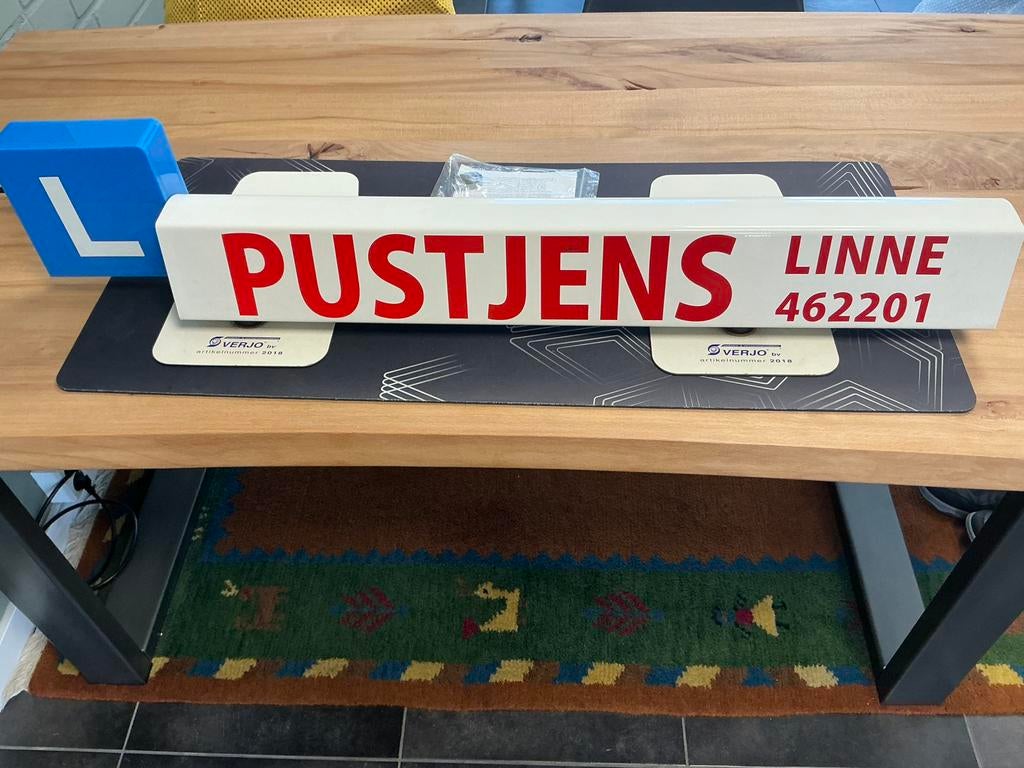 L
PUSTJENS
LINNE
462201
VERJO bv
artikelnummer 2018
VERJO bv
artikelnummer 2018